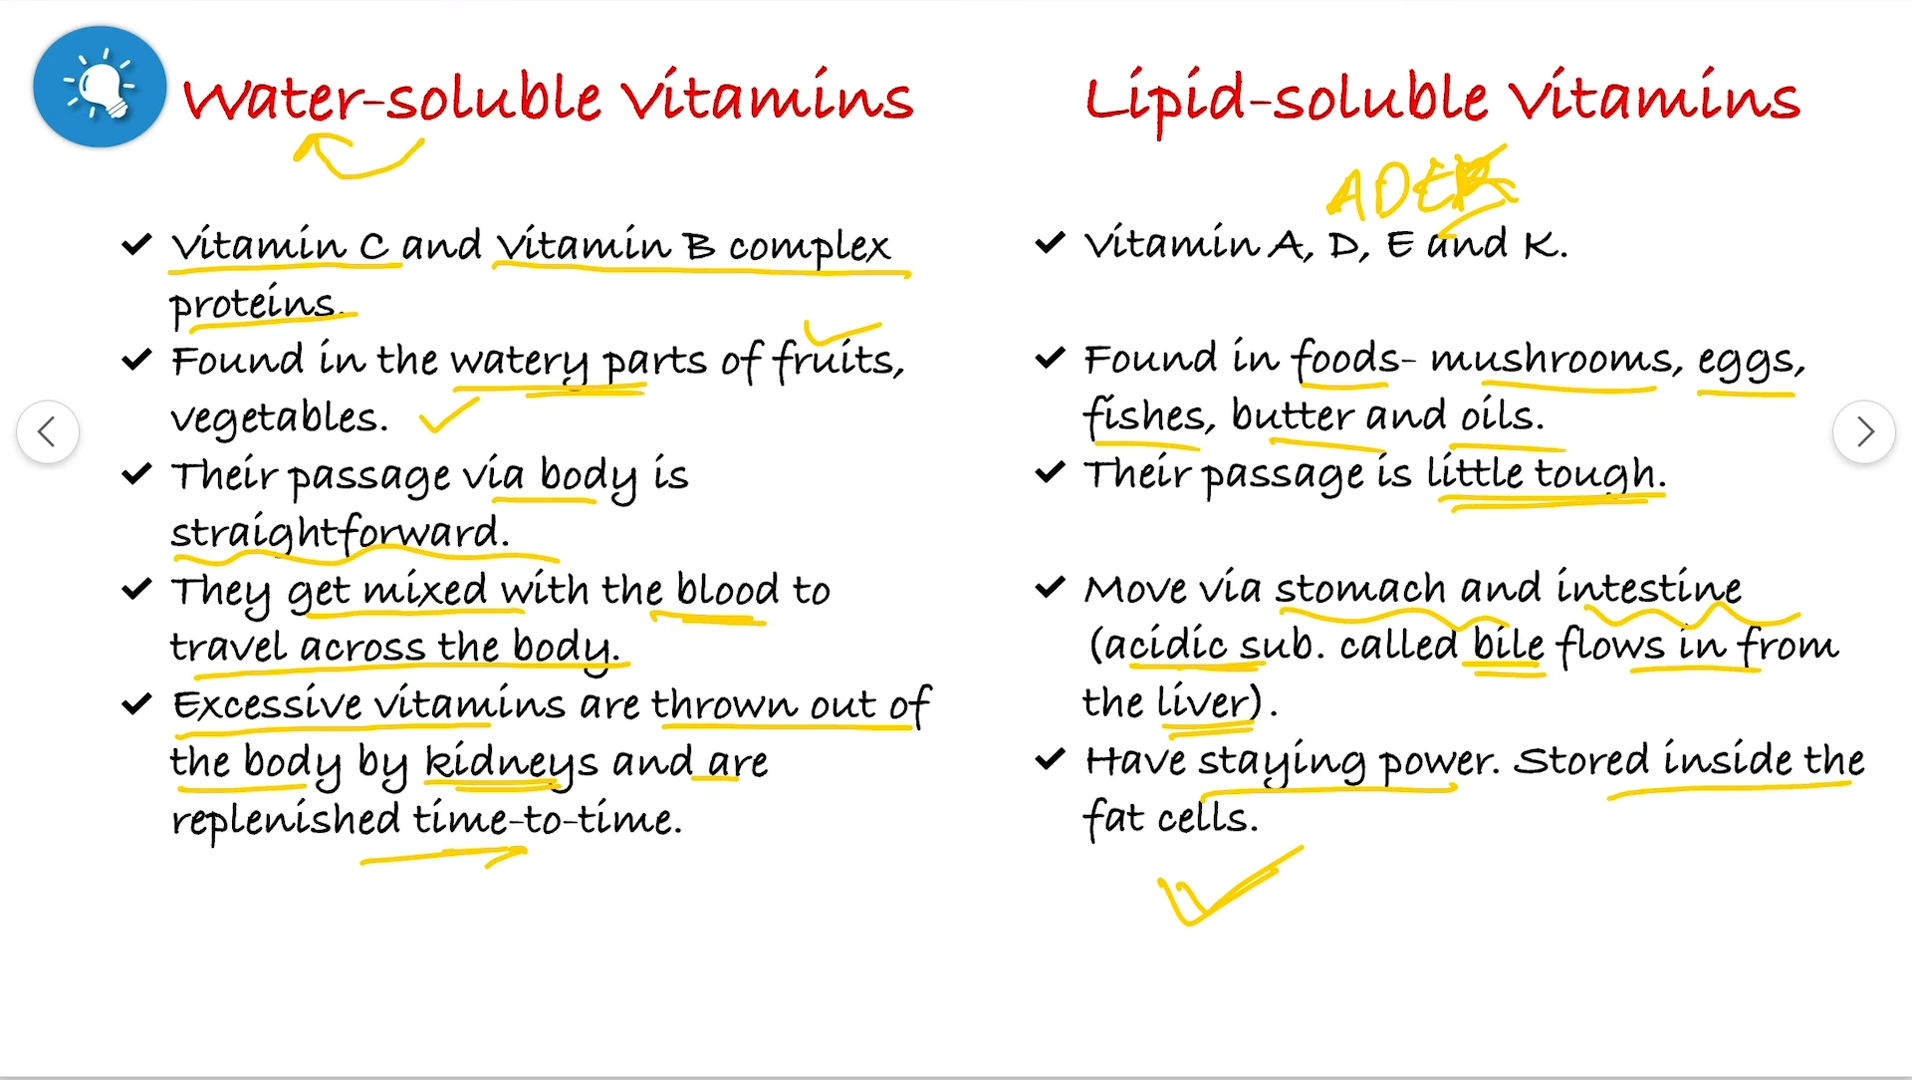 Water-soluble Vitamins
Vitamin C and Vitamin B complex
proteins.
Found in the watery parts of fruits,
vegetables.
Their passage via body is
straightforward.
They get mixed with the blood to
travel across the body.
Excessive vitamins are thrown out of
the body by kidneys and are
replenished time-to-time.
Lipid-soluble Vitamins
ADEK
Vitamin A, D, E and K.
Found in foods- mushrooms, eggs,
fishes, butter and oils.
Their passage is little tough.
Move via stomach and intestine
(acidic sub. called bile flows in from
the liver).
Have staying power. Stored inside the
fat cells.